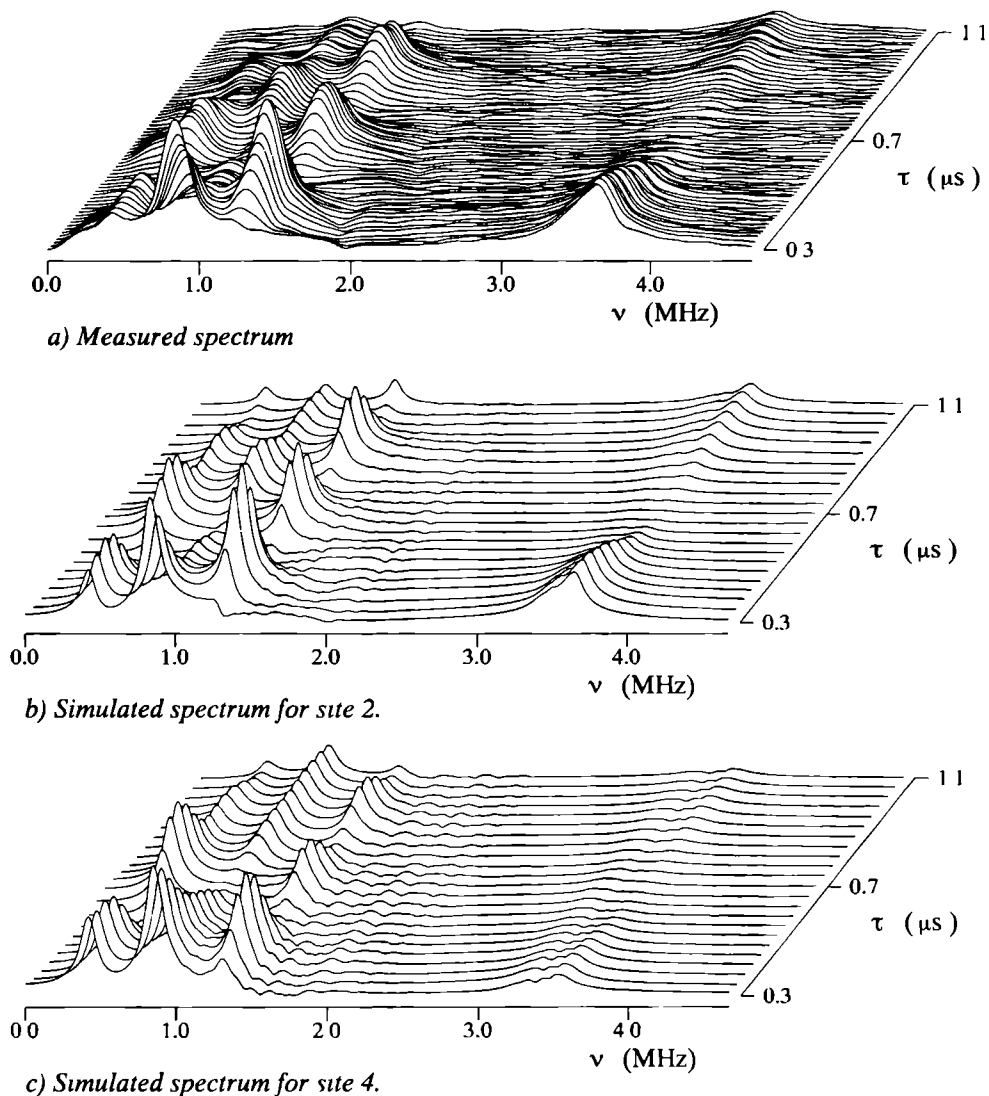 1 1
0.7
τ (μs)
0 3
0.0 1.0 2.0 3.0 4.0
ν (MHz)
a) Measured spectrum
1 1
0.7
τ (μs)
0.3
0.0 1.0 2.0 3.0 4.0
ν (MHz)
b) Simulated spectrum for site 2.
1 1
0.7
τ (μs)
0.3
0 0 1.0 2.0 3.0 4 0
ν (MHz)
c) Simulated spectrum for site 4.